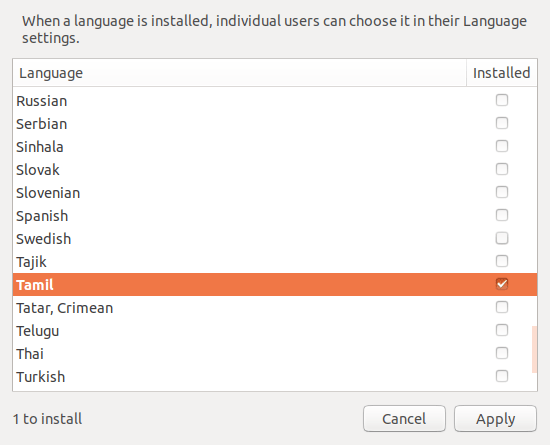 When a language is installed, individual users can choose it in their Language
settings.
Language Installed
Russian
Serbian
Sinhala
Slovak
Slovenian
Spanish
Swedish
Tajik
Tamil
Tatar, Crimean
Telugu
Thai
Turkish
1 to install Cancel Apply